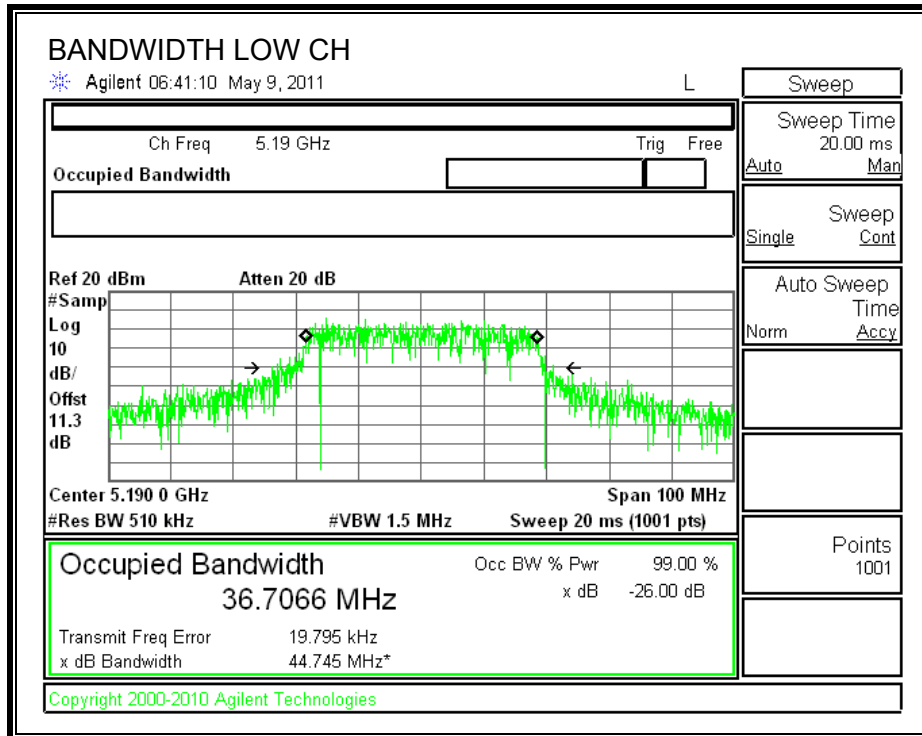 BANDWIDTH LOW CH
Agilent 06:41:10 May 9, 2011 L
Sweep
Ch Freq 5.19 GHz Trig Free
Occupied Bandwidth
Sweep Time
20.00 ms
Auto Man
Sweep
Single Cont
Auto Sweep
Time
Norm Accy
Points
1001
Ref 20 dBm Atten 20 dB
#Samp
Log
10
dB/
Offst
11.3
dB
Center 5.190 0 GHz Span 100 MHz
#Res BW 510 kHz #VBW 1.5 MHz Sweep 20 ms (1001 pts)
Occupied Bandwidth Occ BW % Pwr 99.00 %
36.7066 MHz x dB -26.00 dB
Transmit Freq Error 19.795 kHz
x dB Bandwidth 44.745 MHz*
Copyright 2000-2010 Agilent Technologies